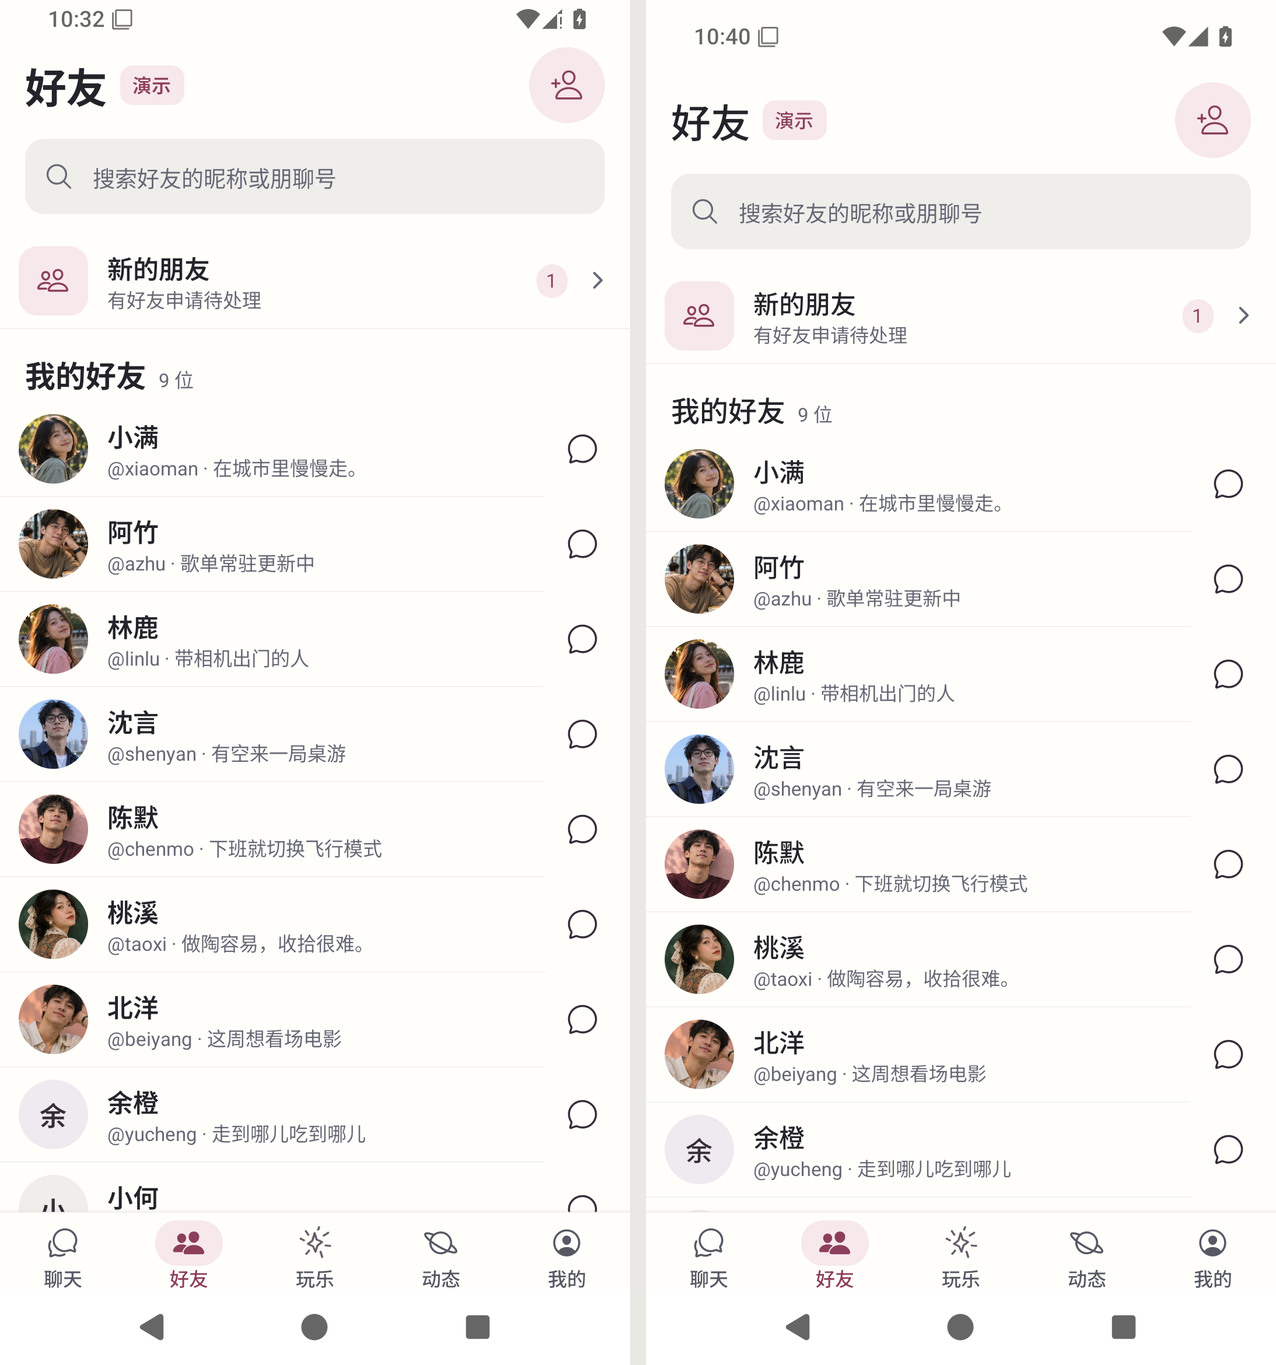 10:32
好友 演示
搜索好友的昵称或朋聊号
新的朋友
有好友申请待处理
1
我的好友 9 位
小满
@xiaoman · 在城市里慢慢走。
阿竹
@azhu · 歌单常驻更新中
林鹿
@linlu · 带相机出门的人
沈言
@shenyan · 有空来一局桌游
陈默
@chenmo · 下班就切换飞行模式
桃溪
@taoxi · 做陶容易，收拾很难。
北洋
@beiyang · 这周想看场电影
余
余橙
@yucheng · 走到哪儿吃到哪儿
小
小何
聊天 好友 玩乐 动态 我的
10:40
好友 演示
搜索好友的昵称或朋聊号
新的朋友
有好友申请待处理
1
我的好友 9 位
小满
@xiaoman · 在城市里慢慢走。
阿竹
@azhu · 歌单常驻更新中
林鹿
@linlu · 带相机出门的人
沈言
@shenyan · 有空来一局桌游
陈默
@chenmo · 下班就切换飞行模式
桃溪
@taoxi · 做陶容易，收拾很难。
北洋
@beiyang · 这周想看场电影
余
余橙
@yucheng · 走到哪儿吃到哪儿
聊天 好友 玩乐 动态 我的